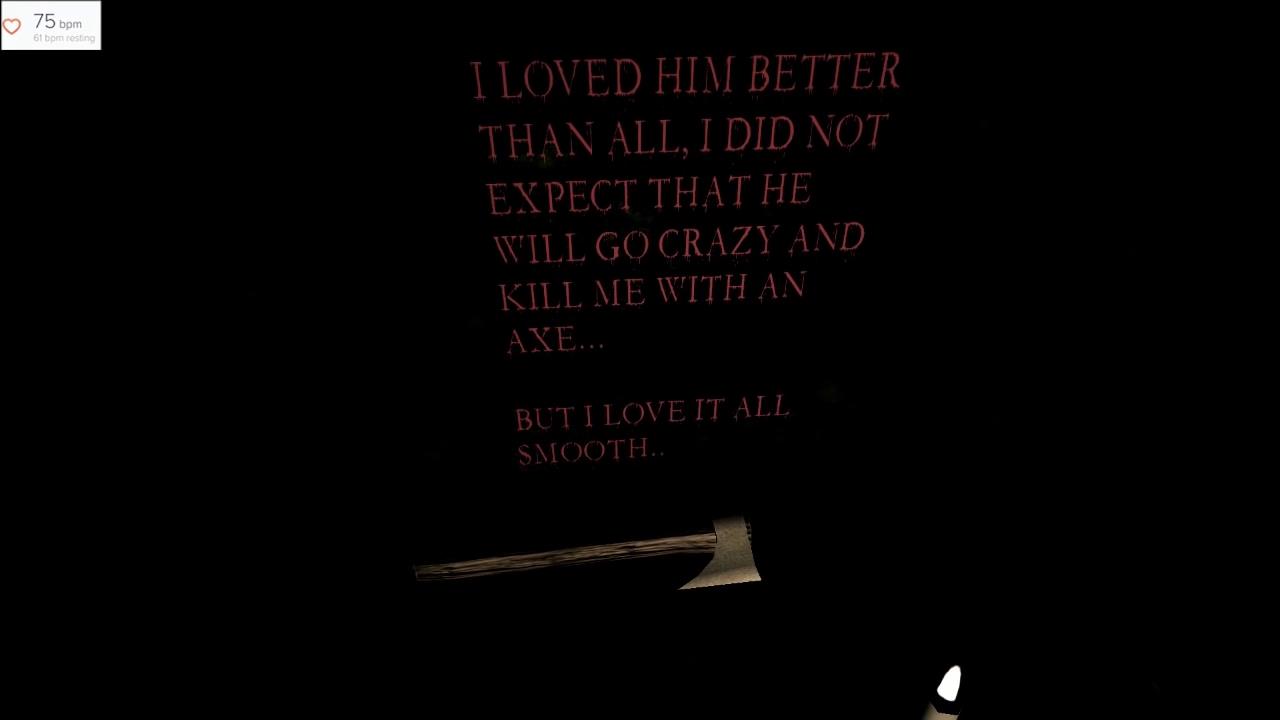 75 bpm
61 bpm resting
I LOVED HIM BETTER
THAN ALL, I DID NOT
EXPECT THAT HE
WILL GO CRAZY AND
KILL ME WITH AN
AXE...
BUT I LOVE IT ALL
SMOOTH..